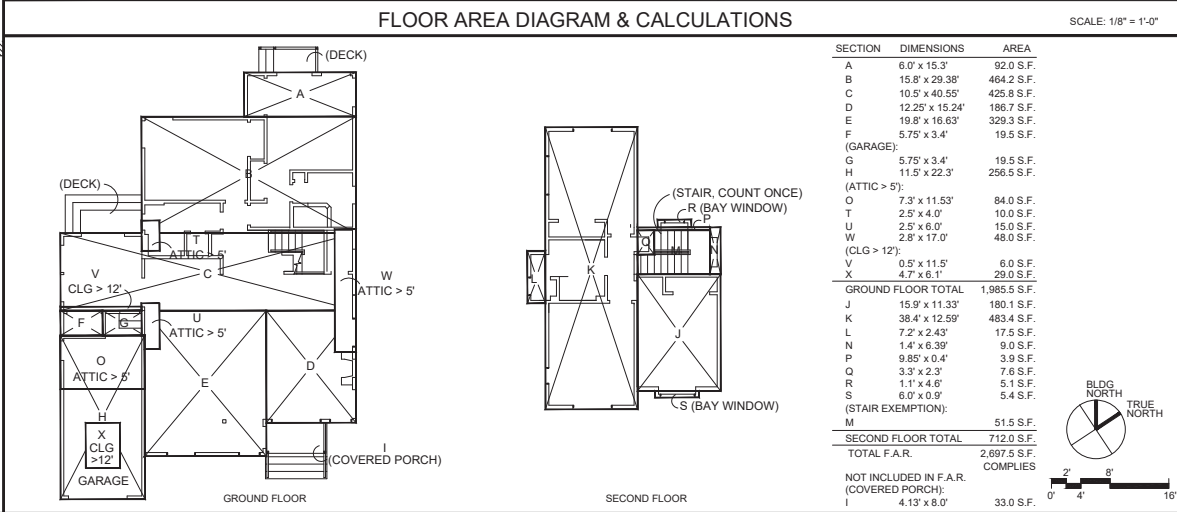 FLOOR AREA DIAGRAM & CALCULATIONS
SCALE: 1/8" = 1'-0"
(DECK)
A
B
(DECK)
T
ATTIC > 5'
C
V
CLG > 12'
W
ATTIC > 5'
F
G
U
ATTIC > 5'
O
ATTIC > 5'
E
D
H
X
CLG
>12'
GARAGE
I
(COVERED PORCH)
GROUND FLOOR
(STAIR, COUNT ONCE)
R (BAY WINDOW)
P
Q
M
N
L
K
J
S (BAY WINDOW)
SECOND FLOOR
SECTION DIMENSIONS AREA
A 6.0' x 15.3' 92.0 S.F.
B 15.8' x 29.38' 464.2 S.F.
C 10.5' x 40.55' 425.8 S.F.
D 12.25' x 15.24' 186.7 S.F.
E 19.8' x 16.63' 329.3 S.F.
F 5.75' x 3.4' 19.5 S.F.
(GARAGE):
G 5.75' x 3.4' 19.5 S.F.
H 11.5' x 22.3' 256.5 S.F.
(ATTIC > 5'):
O 7.3' x 11.53' 84.0 S.F.
T 2.5' x 4.0' 10.0 S.F.
U 2.5' x 6.0' 15.0 S.F.
W 2.8' x 17.0' 48.0 S.F.
(CLG > 12'):
V 0.5' x 11.5' 6.0 S.F.
X 4.7' x 6.1' 29.0 S.F.
GROUND FLOOR TOTAL 1,985.5 S.F.
J 15.9' x 11.33' 180.1 S.F.
K 38.4' x 12.59' 483.4 S.F.
L 7.2' x 2.43' 17.5 S.F.
N 1.4' x 6.39' 9.0 S.F.
P 9.85' x 0.4' 3.9 S.F.
Q 3.3' x 2.3' 7.6 S.F.
R 1.1' x 4.6' 5.1 S.F.
S 6.0' x 0.9' 5.4 S.F.
(STAIR EXEMPTION):
M 51.5 S.F.
SECOND FLOOR TOTAL 712.0 S.F.
TOTAL F.A.R. 2,697.5 S.F.
COMPLIES
NOT INCLUDED IN F.A.R.
(COVERED PORCH):
I 4.13' x 8.0' 33.0 S.F.
BLDG
NORTH
TRUE
NORTH
2' 8'
0' 4' 16'